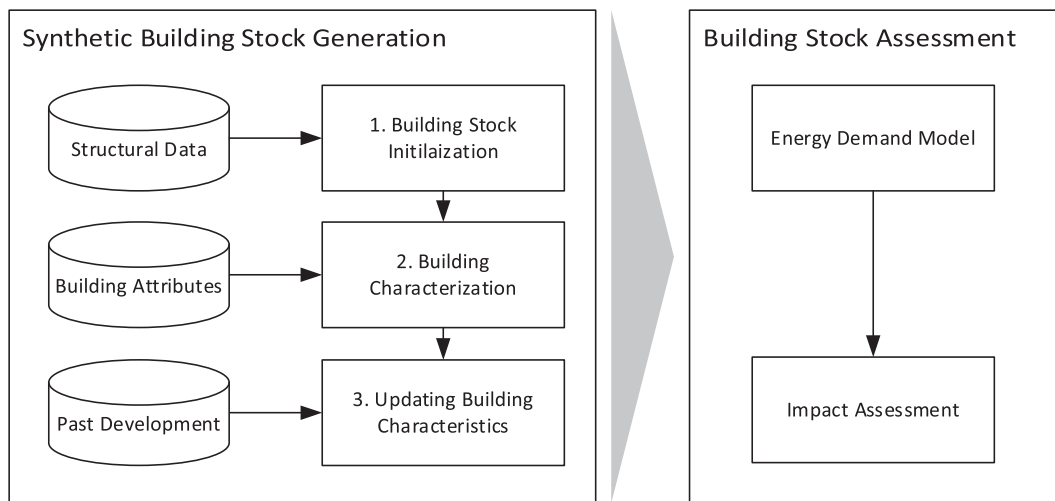 Synthetic Building Stock Generation
Structural Data
1. Building Stock
Initilaization
Building Attributes
2. Building
Characterization
Past Development
3. Updating Building
Characteristics
Building Stock Assessment
Energy Demand Model
Impact Assessment